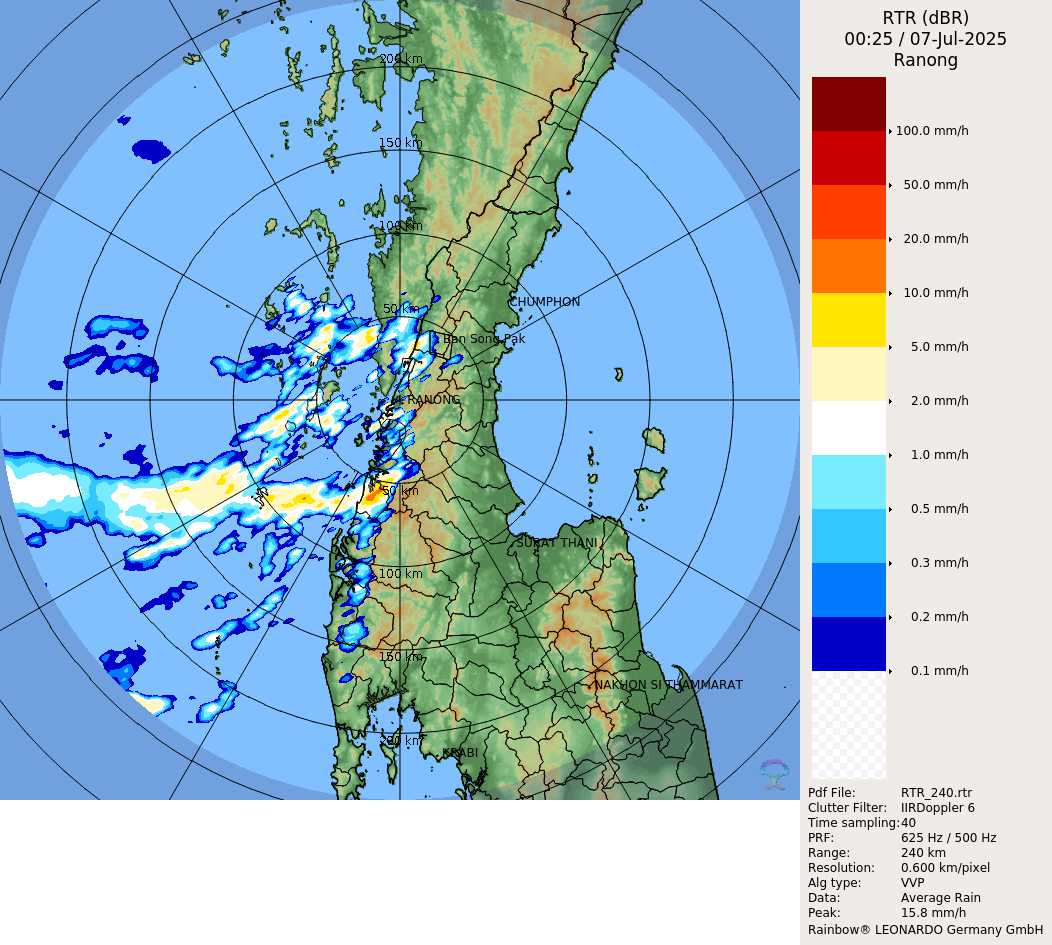 RTR (dBR)
00:25 / 07-Jul-2025
Ranong
200 km
150 km
100 km
CHUMPHON
50 km
Ban Song Pak
RANONG
50 km
SURAT THANI
100 km
150 km
NAKHON SI THAMMARAT
200 km
KRABI
100.0 mm/h
50.0 mm/h
20.0 mm/h
10.0 mm/h
5.0 mm/h
2.0 mm/h
1.0 mm/h
0.5 mm/h
0.3 mm/h
0.2 mm/h
0.1 mm/h
Pdf File: RTR_240.rtr
Clutter Filter: IIRDoppler 6
Time sampling:40
PRF: 625 Hz / 500 Hz
Range: 240 km
Resolution: 0.600 km/pixel
Alg type: VVP
Data: Average Rain
Peak: 15.8 mm/h
Rainbow® LEONARDO Germany GmbH